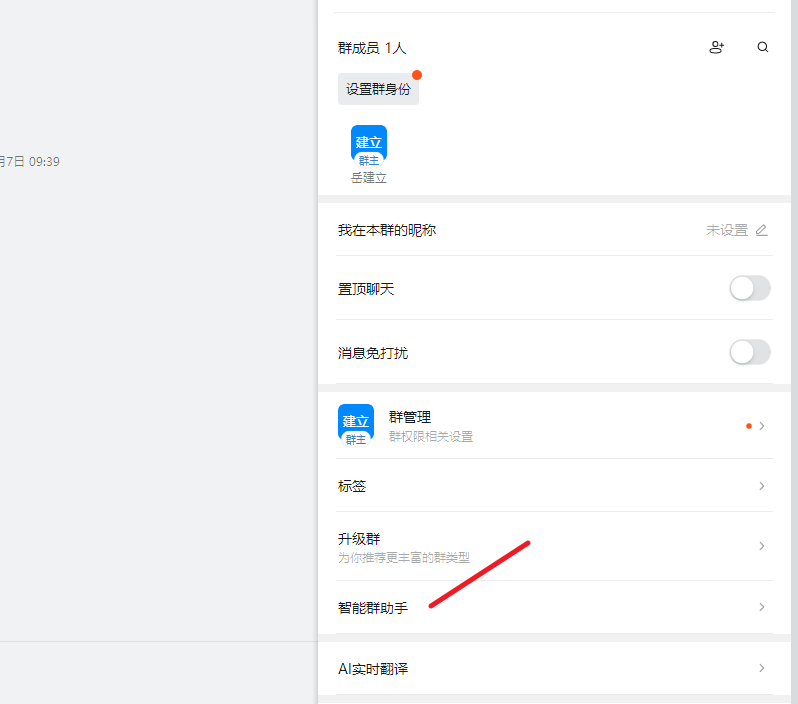 群成员 1人
设置群身份
建立
群主
岳建立
月7日 09:39
我在本群的昵称
未设置
置顶聊天
消息免打扰
建立
群主
群管理
群权限相关设置
标签
升级群
为你推荐更丰富的群类型
智能群助手
AI实时翻译